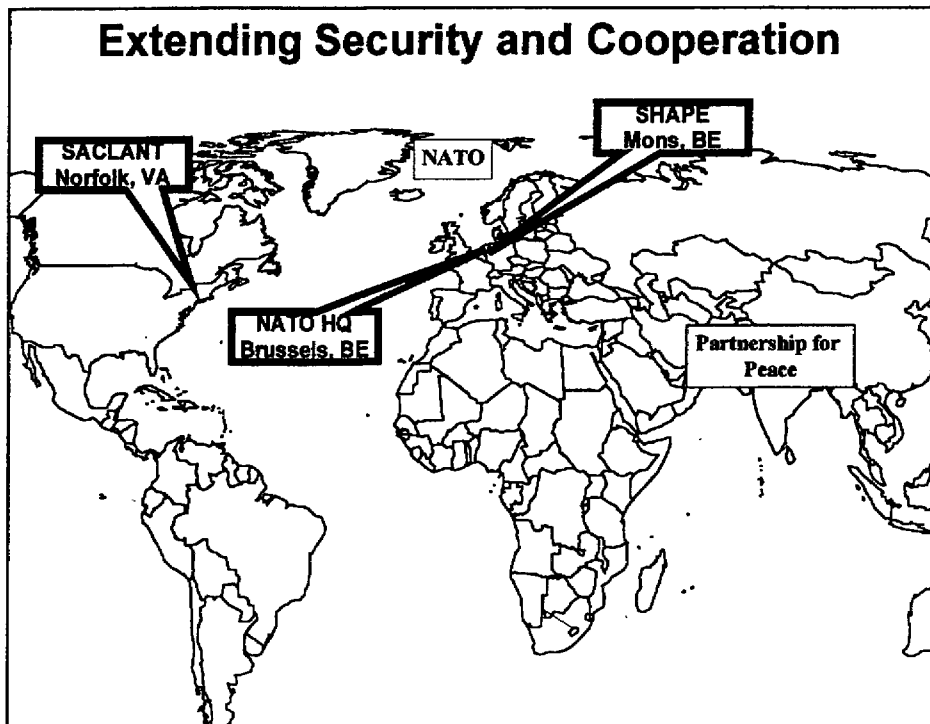 Extending Security and Cooperation
SHAPE
Mons, BE
SACLANT
Norfolk, VA
NATO
NATO HQ
Brussels, BE
Partnership for
Peace